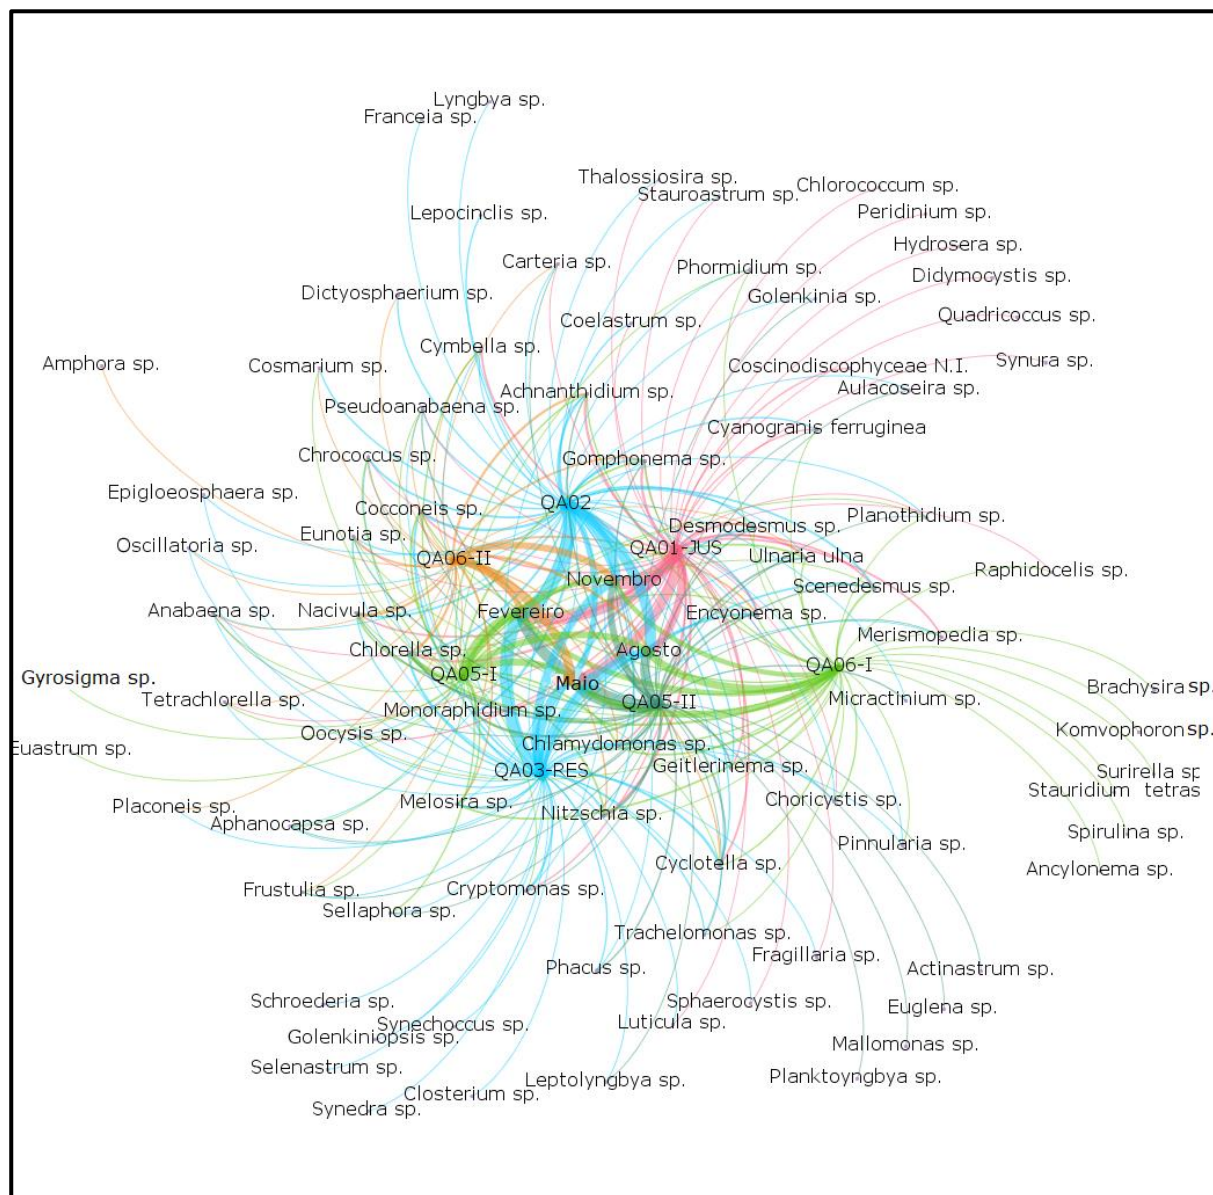 Lyngbya sp.
Franceia sp.
Thalossiosira sp.
Stauroastrum sp.
Chlorococcum sp.
Lepocinclis sp.
Peridinium sp.
Hydrosera sp.
Carteria sp.
Phormidium sp.
Didymocystis sp.
Dictyosphaerium sp.
Golenkinia sp.
Coelastrum sp.
Quadricoccus sp.
Cymbella sp.
Amphora sp.
Cosmarium sp.
Coscinodiscophyceae N.I.
Synura sp.
Achnanthidium sp.
Aulacoseira sp.
Pseudoanabaena sp.
Cyanogranis ferruginea
Chrococcus sp.
Gomphonema sp.
Epigloeosphaera sp.
QA02
Cocconeis sp.
Desmodesmus sp.
Planothidium sp.
Eunotia sp.
Oscillatoria sp.
QA06-II
QA01-JUS
Ulnaria ulna
Raphidocelis sp.
Novembro
Scenedesmus sp.
Anabaena sp.
Nacivula sp.
Fevereiro
Encyonema sp.
Merismopedia sp.
Chlorella sp.
Agosto
QA06-I
QA05-I
Gyrosigma sp.
Maio
Brachysira sp.
Tetrachlorella sp.
QA05-II
Micractinium sp.
Monoraphidium sp.
Oocysis sp.
Komvophoron sp.
Euastrum sp.
Chlamydomonas sp.
QA03-RES
Geitlerinema sp.
Surirella sp
Stauridium tetras
Placoneis sp.
Melosira sp.
Choricystis sp.
Aphanocapsa sp.
Nitzschia sp.
Spirulina sp.
Pinnularia sp.
Cyclotella sp.
Ancylonema sp.
Frustulia sp.
Cryptomonas sp.
Sellaphora sp.
Trachelomonas sp.
Fragillaria sp.
Phacus sp.
Actinastrum sp.
Schroederia sp.
Sphaerocystis sp.
Euglena sp.
Synechoccus sp.
Luticula sp.
Golenkiniopsis sp.
Mallomonas sp.
Selenastrum sp.
Leptolyngbya sp.
Planktoyngbya sp.
Closterium sp.
Synedra sp.